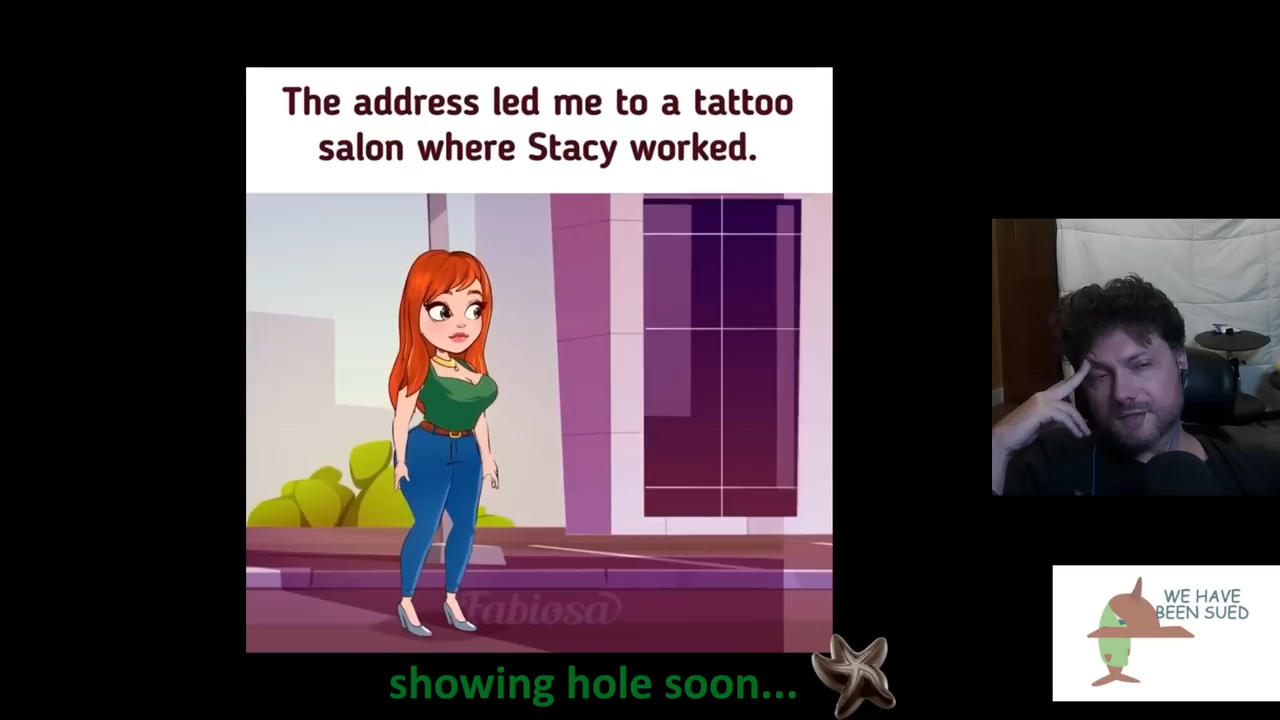 The address led me to a tattoo
salon where Stacy worked.
Fabiosa
WE HAVE
BEEN SUED
showing hole soon...